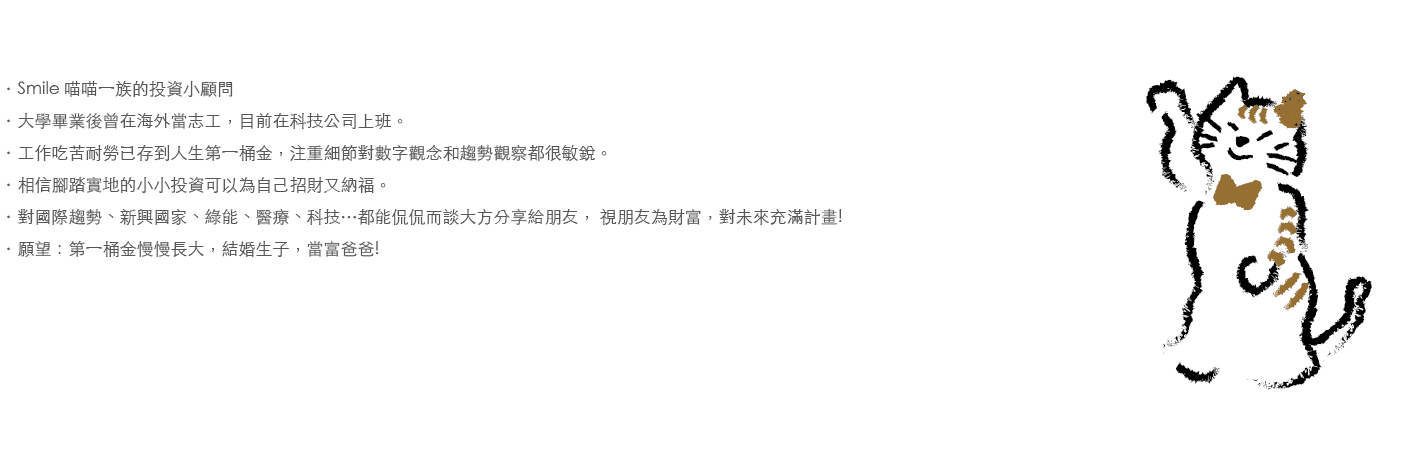 ・Smile 喵喵一族的投資小顧問
・大學畢業後曾在海外當志工，目前在科技公司上班。
・工作吃苦耐勞已存到人生第一桶金，注重細節對數字觀念和趨勢觀察都很敏銳。
・相信腳踏實地的小小投資可以為自己招財又納福。
・對國際趨勢、新興國家、綠能、醫療、科技…都能侃侃而談大方分享給朋友， 視朋友為財富，對未來充滿計畫!
・願望：第一桶金慢慢長大，結婚生子，當富爸爸!